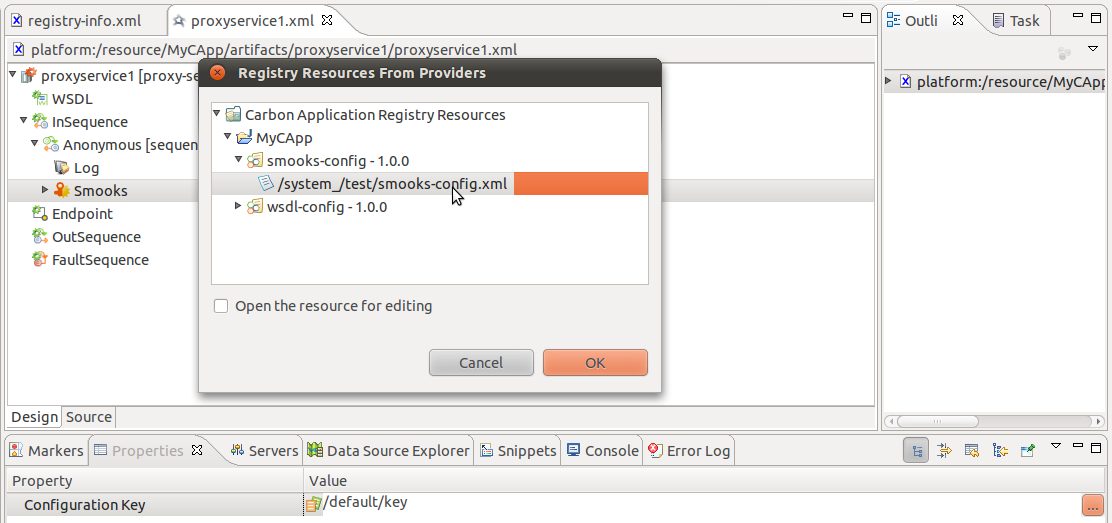 registry-info.xml
proxyservice1.xml
Outli
Task
platform:/resource/MyCApp/artifacts/proxyservice1/proxyservice1.xml
proxyservice1 [proxy-se
WSDL
InSequence
Anonymous [sequen
Log
Smooks
Endpoint
OutSequence
FaultSequence
Registry Resources From Providers
Carbon Application Registry Resources
MyCApp
smooks-config - 1.0.0
/system_/test/smooks-config.xml
wsdl-config - 1.0.0
Open the resource for editing
Cancel
OK
platform:/resource/MyCApp
Design
Source
Markers
Properties
Servers
Data Source Explorer
Snippets
Console
Error Log
Property
Value
Configuration Key
/default/key
...